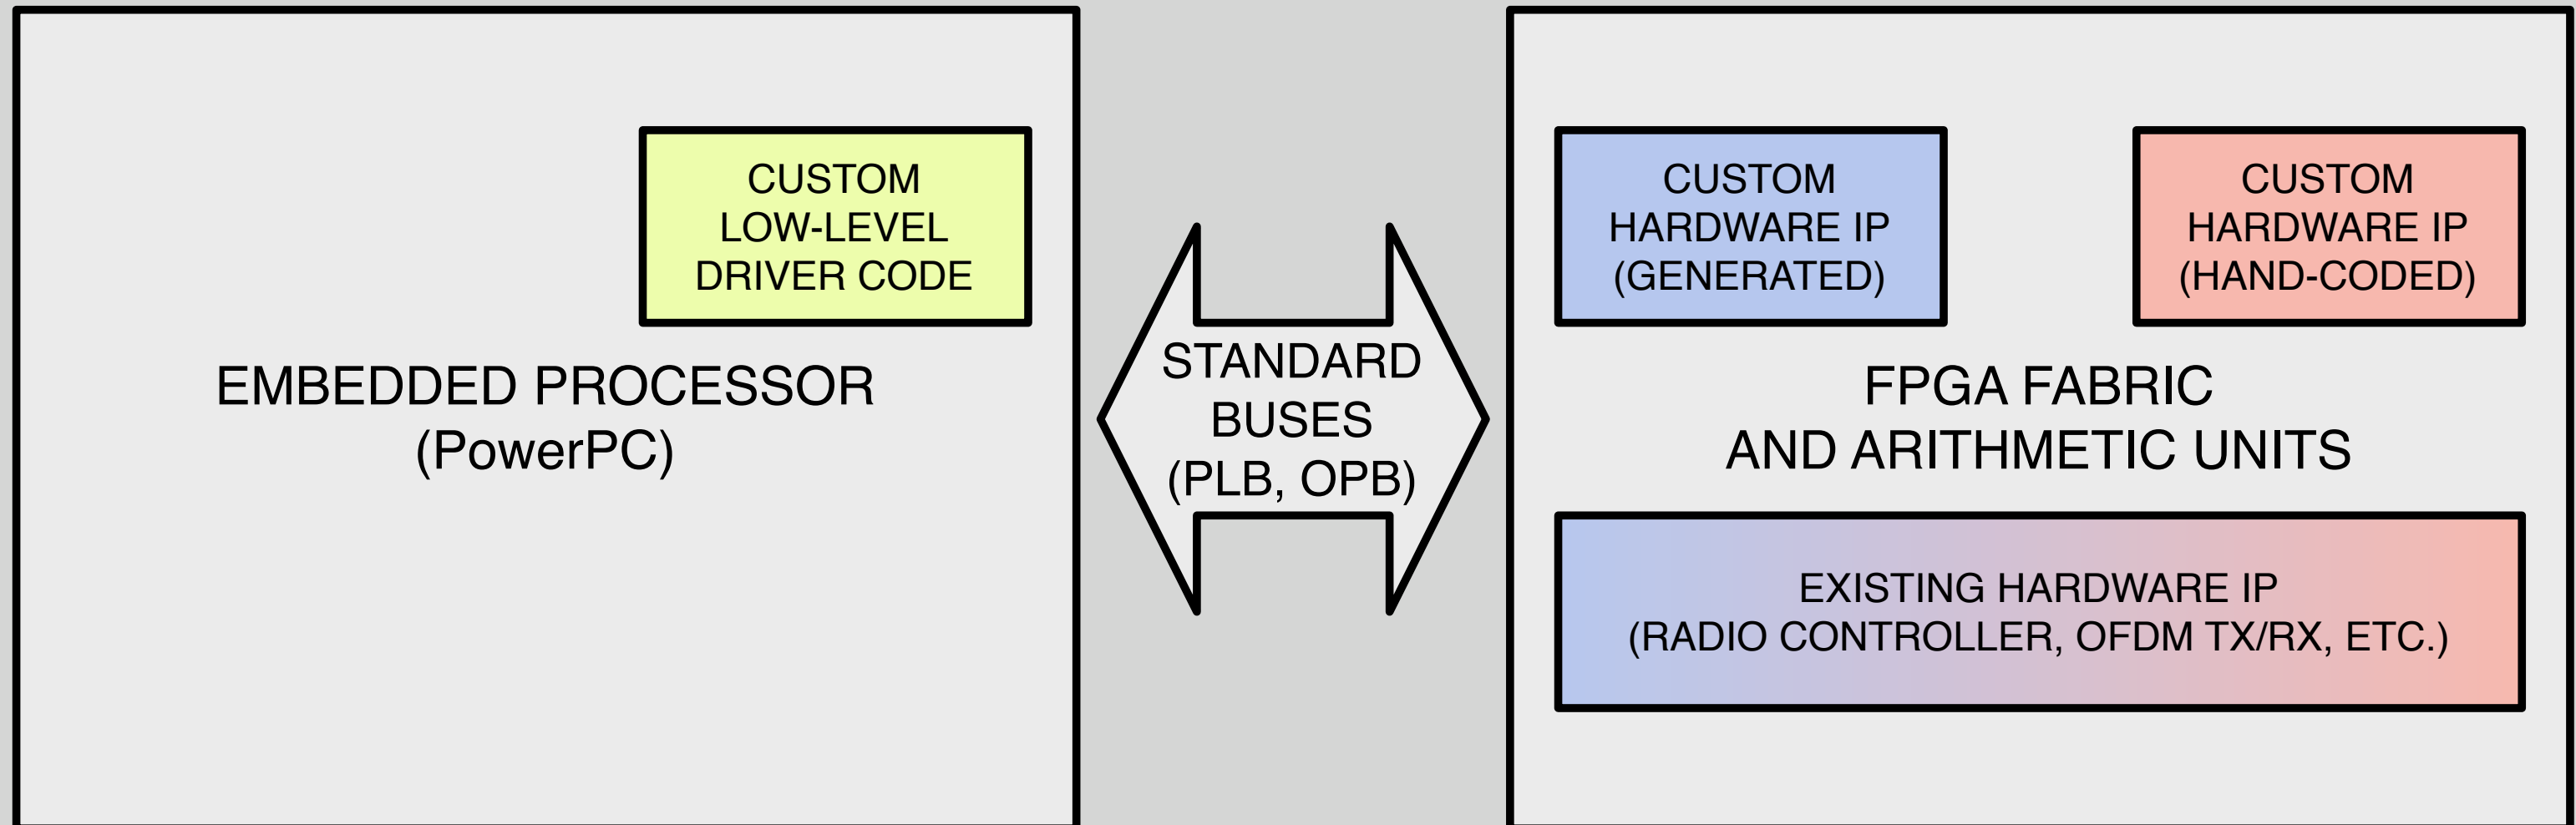 CUSTOM
LOW-LEVEL
DRIVER CODE
EMBEDDED PROCESSOR
(PowerPC)
STANDARD
BUSES
(PLB, OPB)
CUSTOM
HARDWARE IP
(GENERATED)
CUSTOM
HARDWARE IP
(HAND-CODED)
FPGA FABRIC
AND ARITHMETIC UNITS
EXISTING HARDWARE IP
(RADIO CONTROLLER, OFDM TX/RX, ETC.)